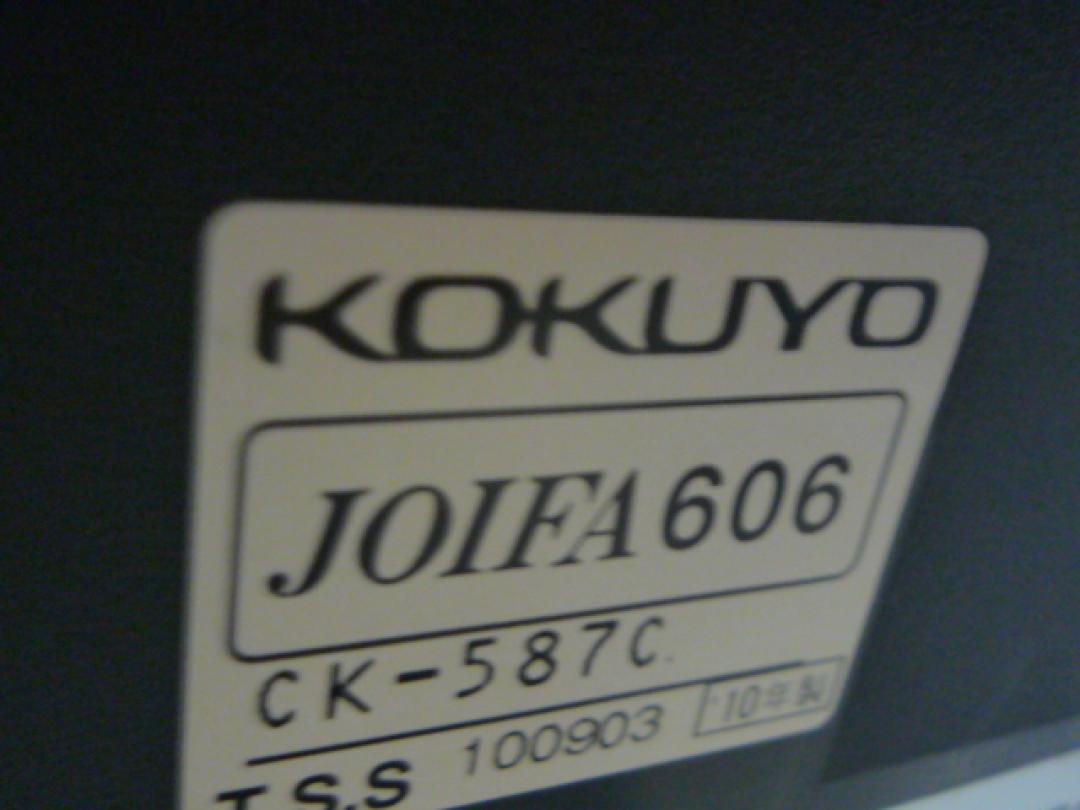 KOKUYO
JOIFA 606
CK-587C
T.S.S 100903 '10年製